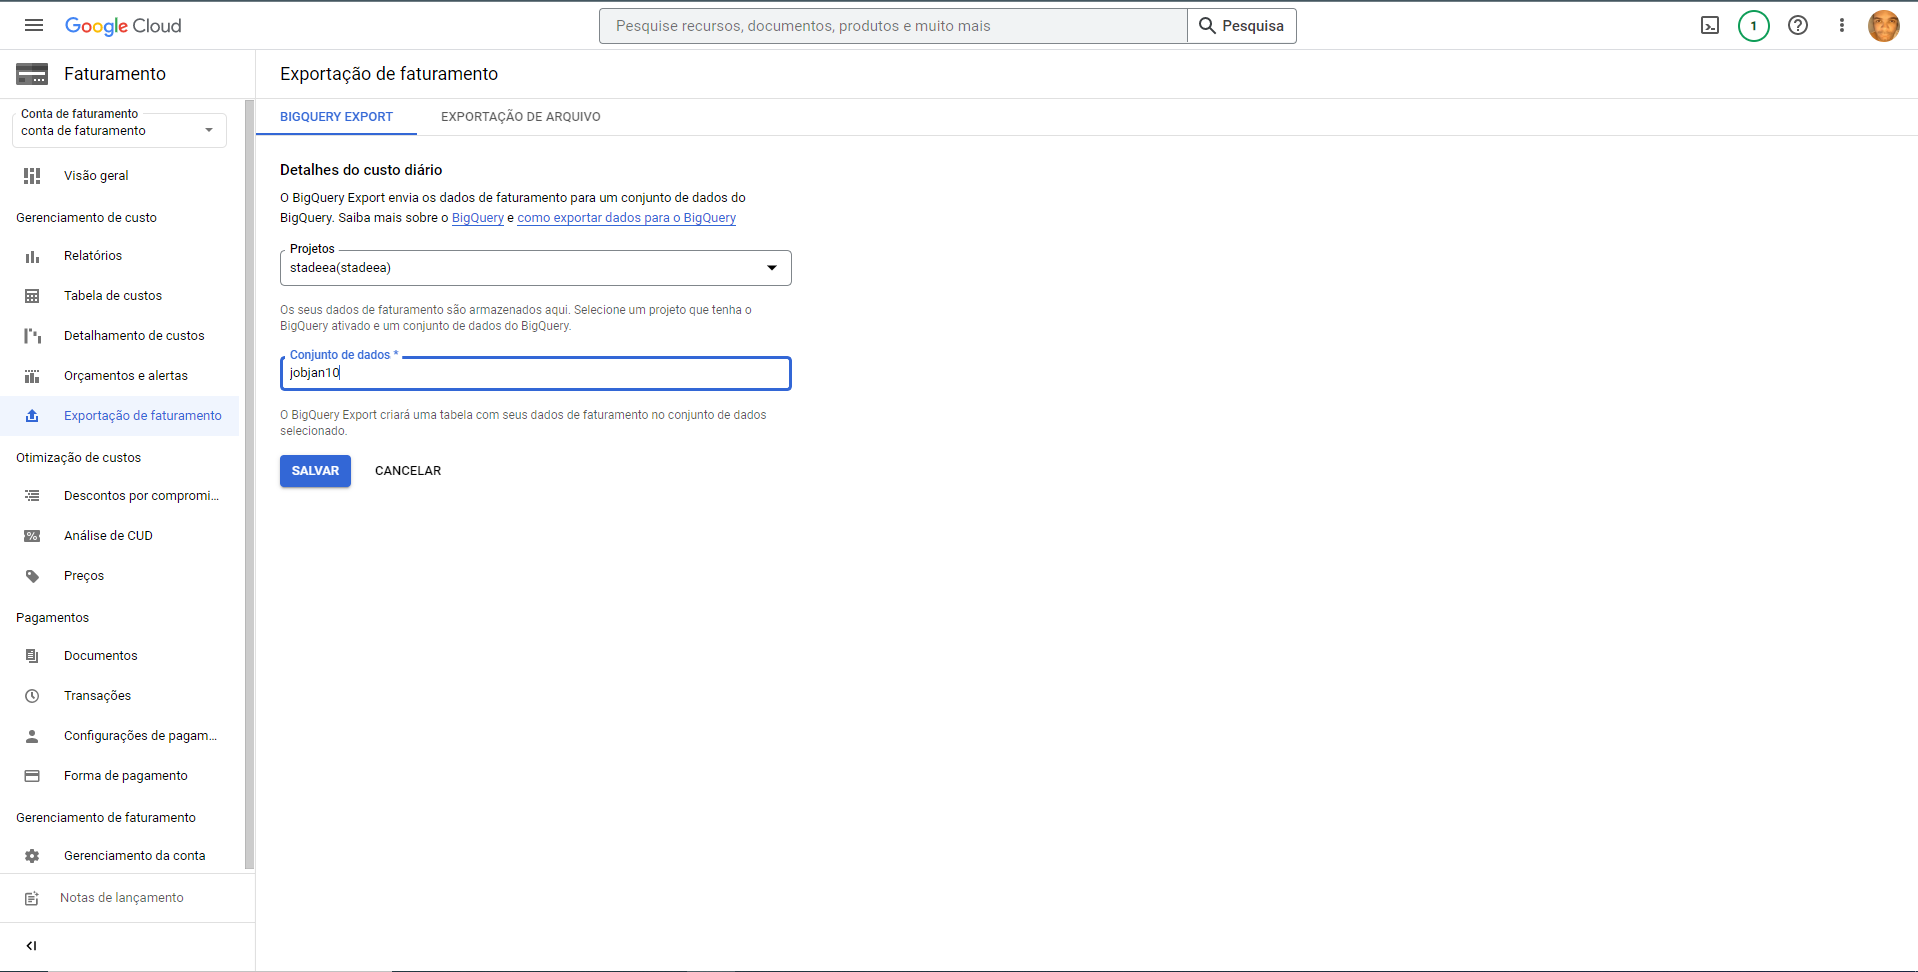 Google Cloud
Pesquise recursos, documentos, produtos e muito mais
Pesquisa
1
Faturamento
Conta de faturamento
conta de faturamento
Visão geral
Gerenciamento de custo
Relatórios
Tabela de custos
Detalhamento de custos
Orçamentos e alertas
Exportação de faturamento
Otimização de custos
Descontos por compromi...
Análise de CUD
Preços
Pagamentos
Documentos
Transações
Configurações de pagam...
Forma de pagamento
Gerenciamento de faturamento
Gerenciamento da conta
Notas de lançamento
Exportação de faturamento
BIGQUERY EXPORT
EXPORTAÇÃO DE ARQUIVO
Detalhes do custo diário
O BigQuery Export envia os dados de faturamento para um conjunto de dados do
BigQuery. Saiba mais sobre o BigQuery e como exportar dados para o BigQuery
Projetos
stadeea(stadeea)
Os seus dados de faturamento são armazenados aqui. Selecione um projeto que tenha o
BigQuery ativado e um conjunto de dados do BigQuery.
Conjunto de dados *
jobjan10
O BigQuery Export criará uma tabela com seus dados de faturamento no conjunto de dados
selecionado.
SALVAR
CANCELAR